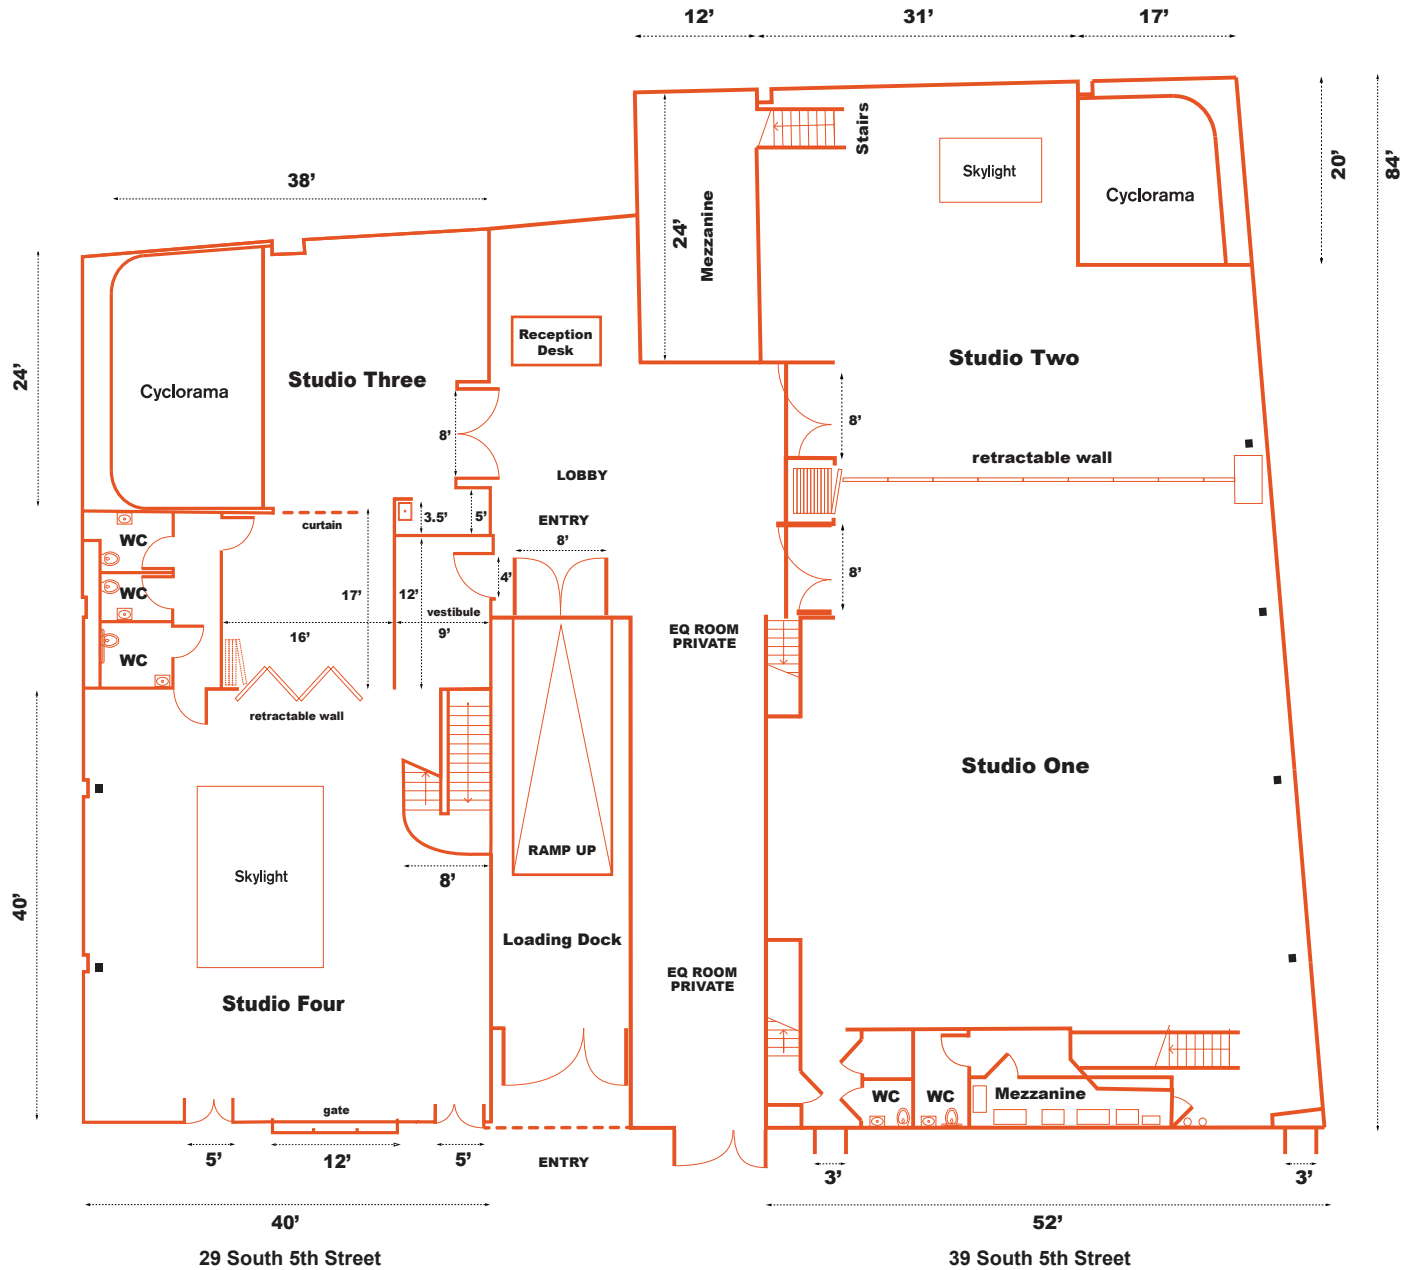 12’
31’
17’
Stairs
20’
84’
Skylight
Cyclorama
38’
24’
Mezzanine
Reception
Desk
Studio Two
24’
Cyclorama
Studio Three
8’
8’
retractable wall
LOBBY
curtain
3.5’
5’
ENTRY
8’
WC
4’
8’
WC
17’
12’
vestibule
16’
9’
EQ ROOM
PRIVATE
WC
retractable wall
Studio One
RAMP UP
Skylight
8’
40’
Loading Dock
EQ ROOM
PRIVATE
Studio Four
WC
WC
Mezzanine
gate
5’
12’
5’
ENTRY
3’
3’
40’
52’
29 South 5th Street
39 South 5th Street